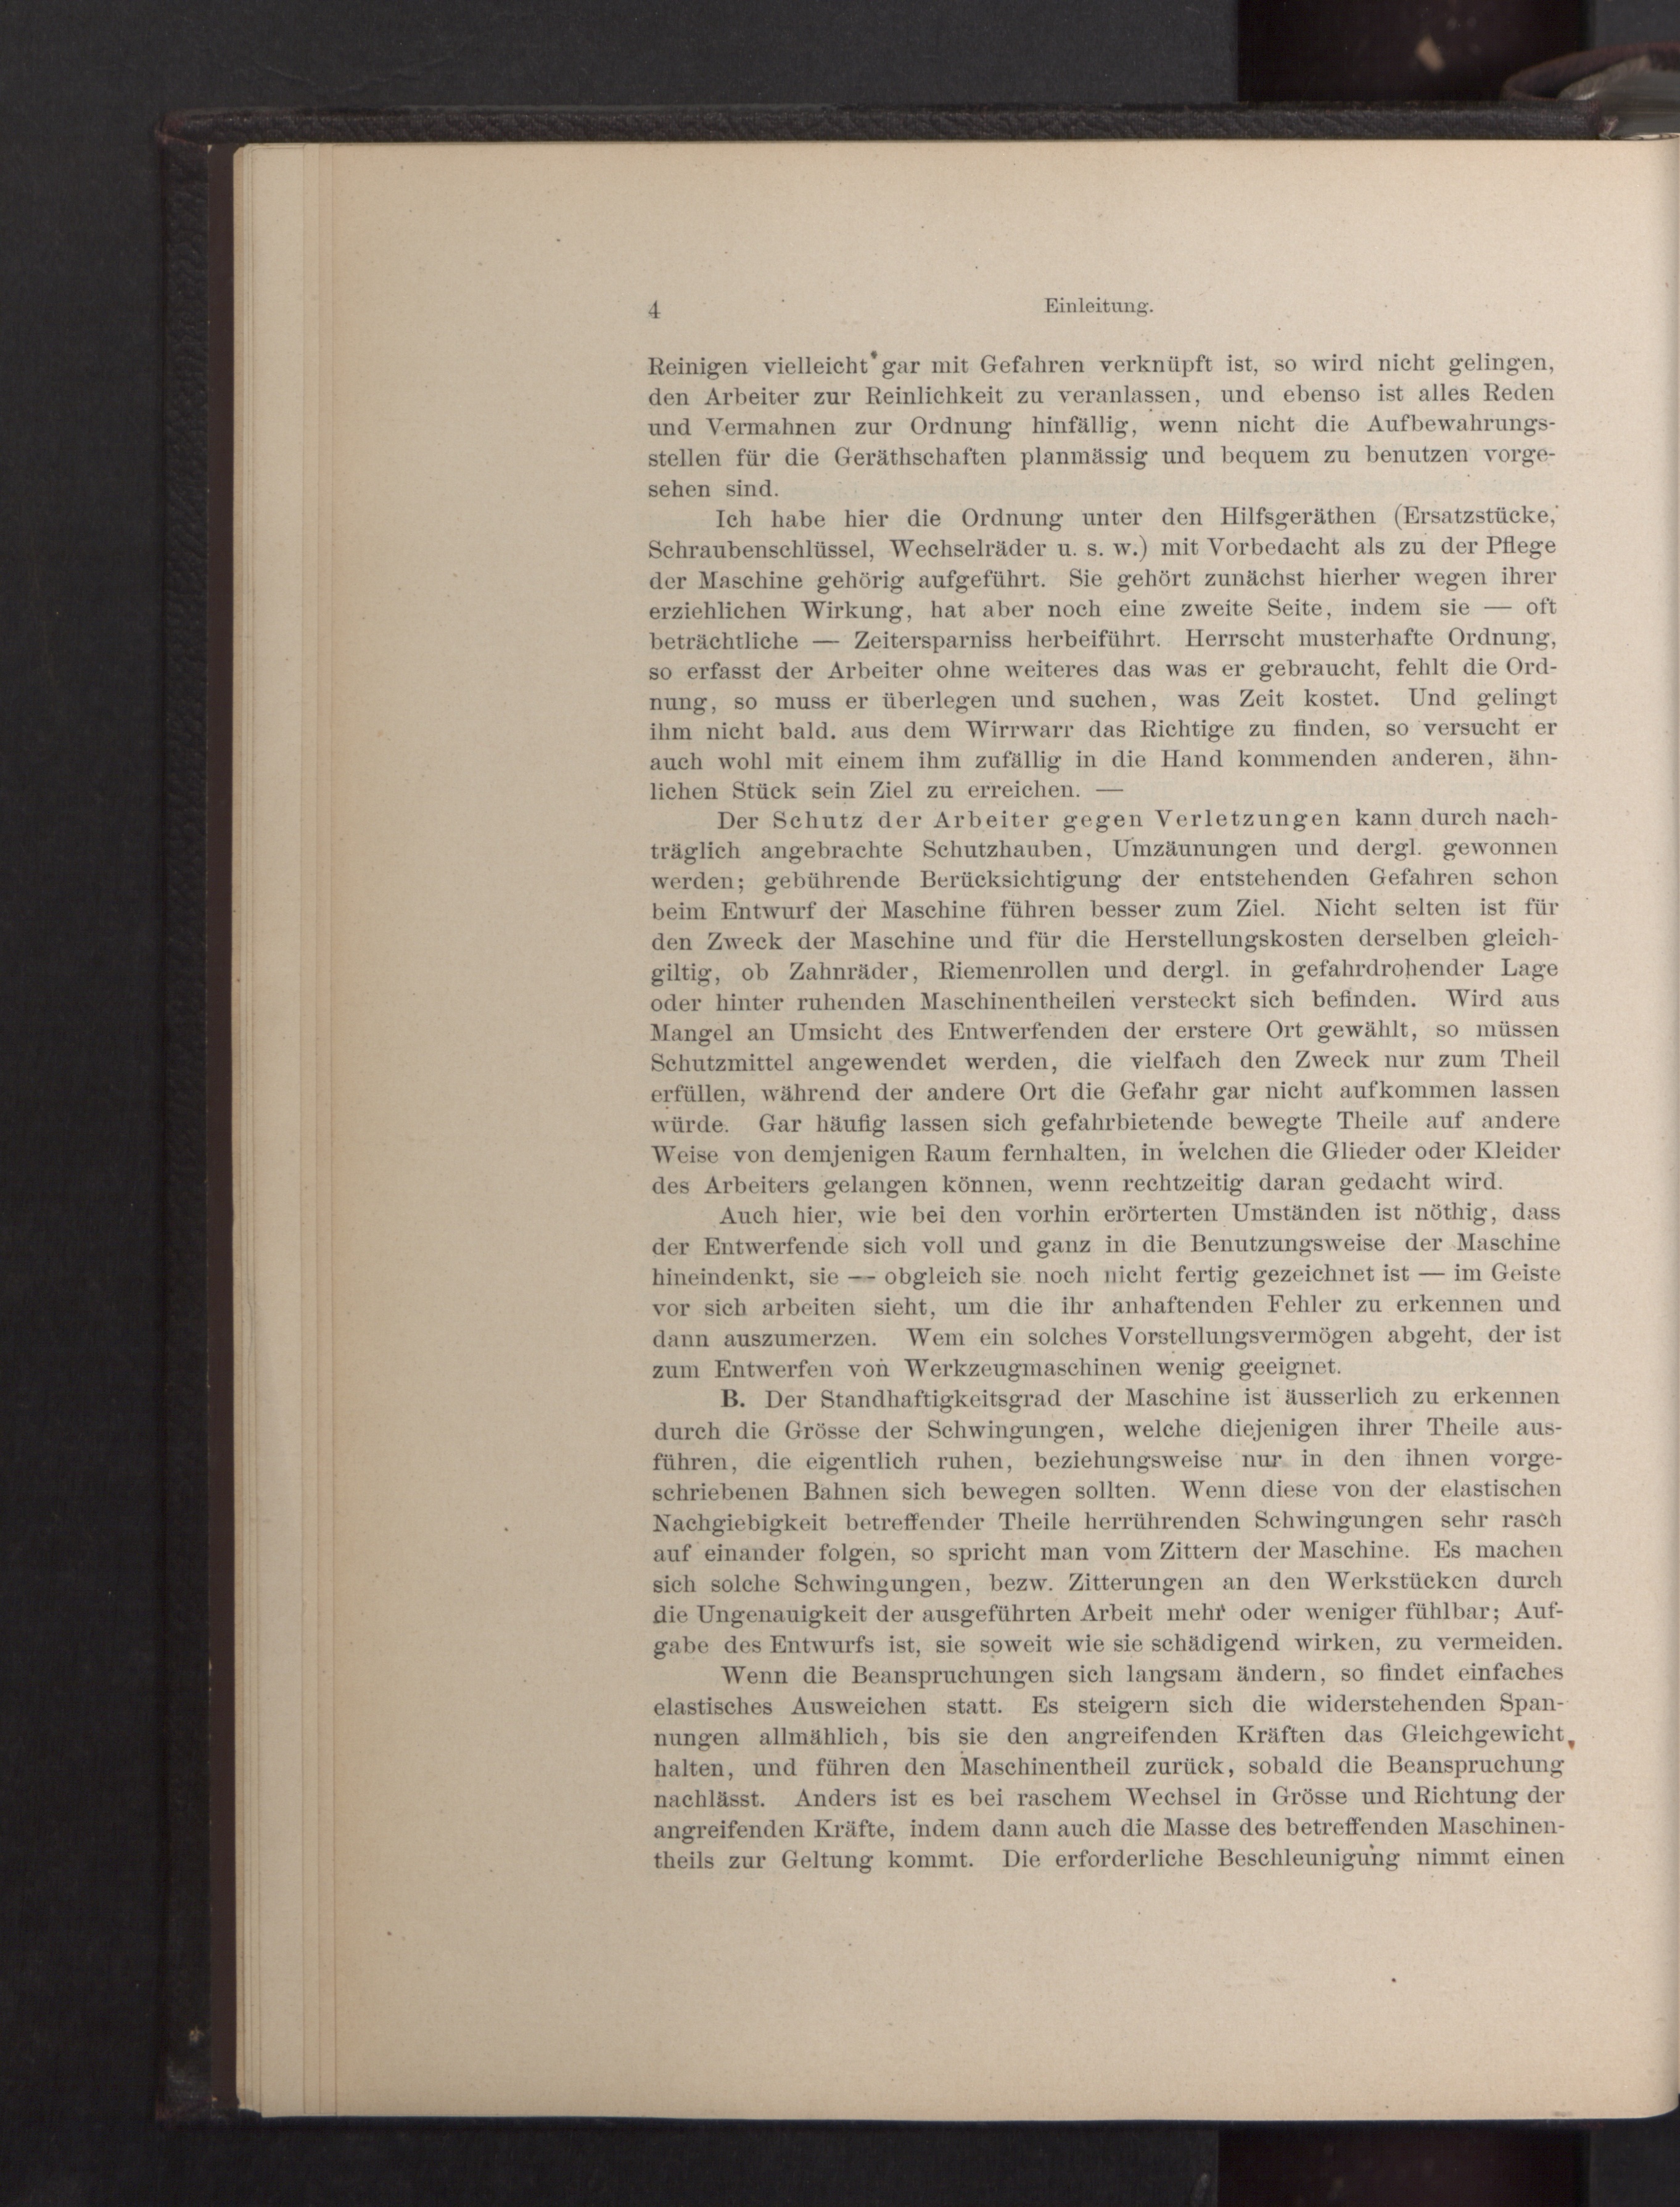 4 Einleitung.
Reinigen vielleicht gar mit Gefahren verknüpft ist, so wird nicht gelingen,
den Arbeiter zur Reinlichkeit zu veranlassen, und ebenso ist alles Reden
und Vermahnen zur Ordnung hinfällig, wenn nicht die Aufbewahrungs-
stellen für die Geräthschaften planmässig und bequem zu benutzen vorge-
sehen sind.
Ich habe hier die Ordnung unter den Hilfsgeräthen (Ersatzstücke,
Schraubenschlüssel, Wechselräder u. s. w.) mit Vorbedacht als zu der Pflege
der Maschine gehörig aufgeführt. Sie gehört zunächst hierher wegen ihrer
erziehlichen Wirkung, hat aber noch eine zweite Seite, indem sie — oft
beträchtliche — Zeitersparniss herbeiführt. Herrscht musterhafte Ordnung,
so erfasst der Arbeiter ohne weiteres das was er gebraucht, fehlt die Ord-
nung, so muss er überlegen und suchen, was Zeit kostet. Und gelingt
ihm nicht bald. aus dem Wirrwarr das Richtige zu finden, so versucht er
auch wohl mit einem ihm zufällig in die Hand kommenden anderen, ähn-
lichen Stück sein Ziel zu erreichen. —
Der Schutz der Arbeiter gegen Verletzungen kann durch nach-
träglich angebrachte Schutzhauben, Umzäunungen und dergl. gewonnen
werden; gebührende Berücksichtigung der entstehenden Gefahren schon
beim Entwurf der Maschine führen besser zum Ziel. Nicht selten ist für
den Zweck der Maschine und für die Herstellungskosten derselben gleich-
giltig, ob Zahnräder, Riemenrollen und dergl. in gefahrdrohender Lage
oder hinter ruhenden Maschinentheilen versteckt sich befinden. Wird aus
Mangel an Umsicht des Entwerfenden der erstere Ort gewählt, so müssen
Schutzmittel angewendet werden, die vielfach den Zweck nur zum Theil
erfüllen, während der andere Ort die Gefahr gar nicht aufkommen lassen
würde. Gar häufig lassen sich gefahrbietende bewegte Theile auf andere
Weise von demjenigen Raum fernhalten, in welchen die Glieder oder Kleider
des Arbeiters gelangen können, wenn rechtzeitig daran gedacht wird.
Auch hier, wie bei den vorhin erörterten Umständen ist nöthig, dass
der Entwerfende sich voll und ganz in die Benutzungsweise der Maschine
hineindenkt, sie — obgleich sie noch nicht fertig gezeichnet ist — im Geiste
vor sich arbeiten sieht, um die ihr anhaftenden Fehler zu erkennen und
dann auszumerzen. Wem ein solches Vorstellungsvermögen abgeht, der ist
zum Entwerfen von Werkzeugmaschinen wenig geeignet.
B. Der Standhaftigkeitsgrad der Maschine ist äusserlich zu erkennen
durch die Grösse der Schwingungen, welche diejenigen ihrer Theile aus-
führen, die eigentlich ruhen, beziehungsweise nur in den ihnen vorge-
schriebenen Bahnen sich bewegen sollten. Wenn diese von der elastischen
Nachgiebigkeit betreffender Theile herrührenden Schwingungen sehr rasch
auf einander folgen, so spricht man vom Zittern der Maschine. Es machen
sich solche Schwingungen, bezw. Zitterungen an den Werkstücken durch
die Ungenauigkeit der ausgeführten Arbeit mehr oder weniger fühlbar; Auf-
gabe des Entwurfs ist, sie soweit wie sie schädigend wirken, zu vermeiden.
Wenn die Beanspruchungen sich langsam ändern, so findet einfaches
elastisches Ausweichen statt. Es steigern sich die widerstehenden Span-
nungen allmählich, bis sie den angreifenden Kräften das Gleichgewicht
halten, und führen den Maschinentheil zurück, sobald die Beanspruchung
nachlässt. Anders ist es bei raschem Wechsel in Grösse und Richtung der
angreifenden Kräfte, indem dann auch die Masse des betreffenden Maschinen-
theils zur Geltung kommt. Die erforderliche Beschleunigung nimmt einen